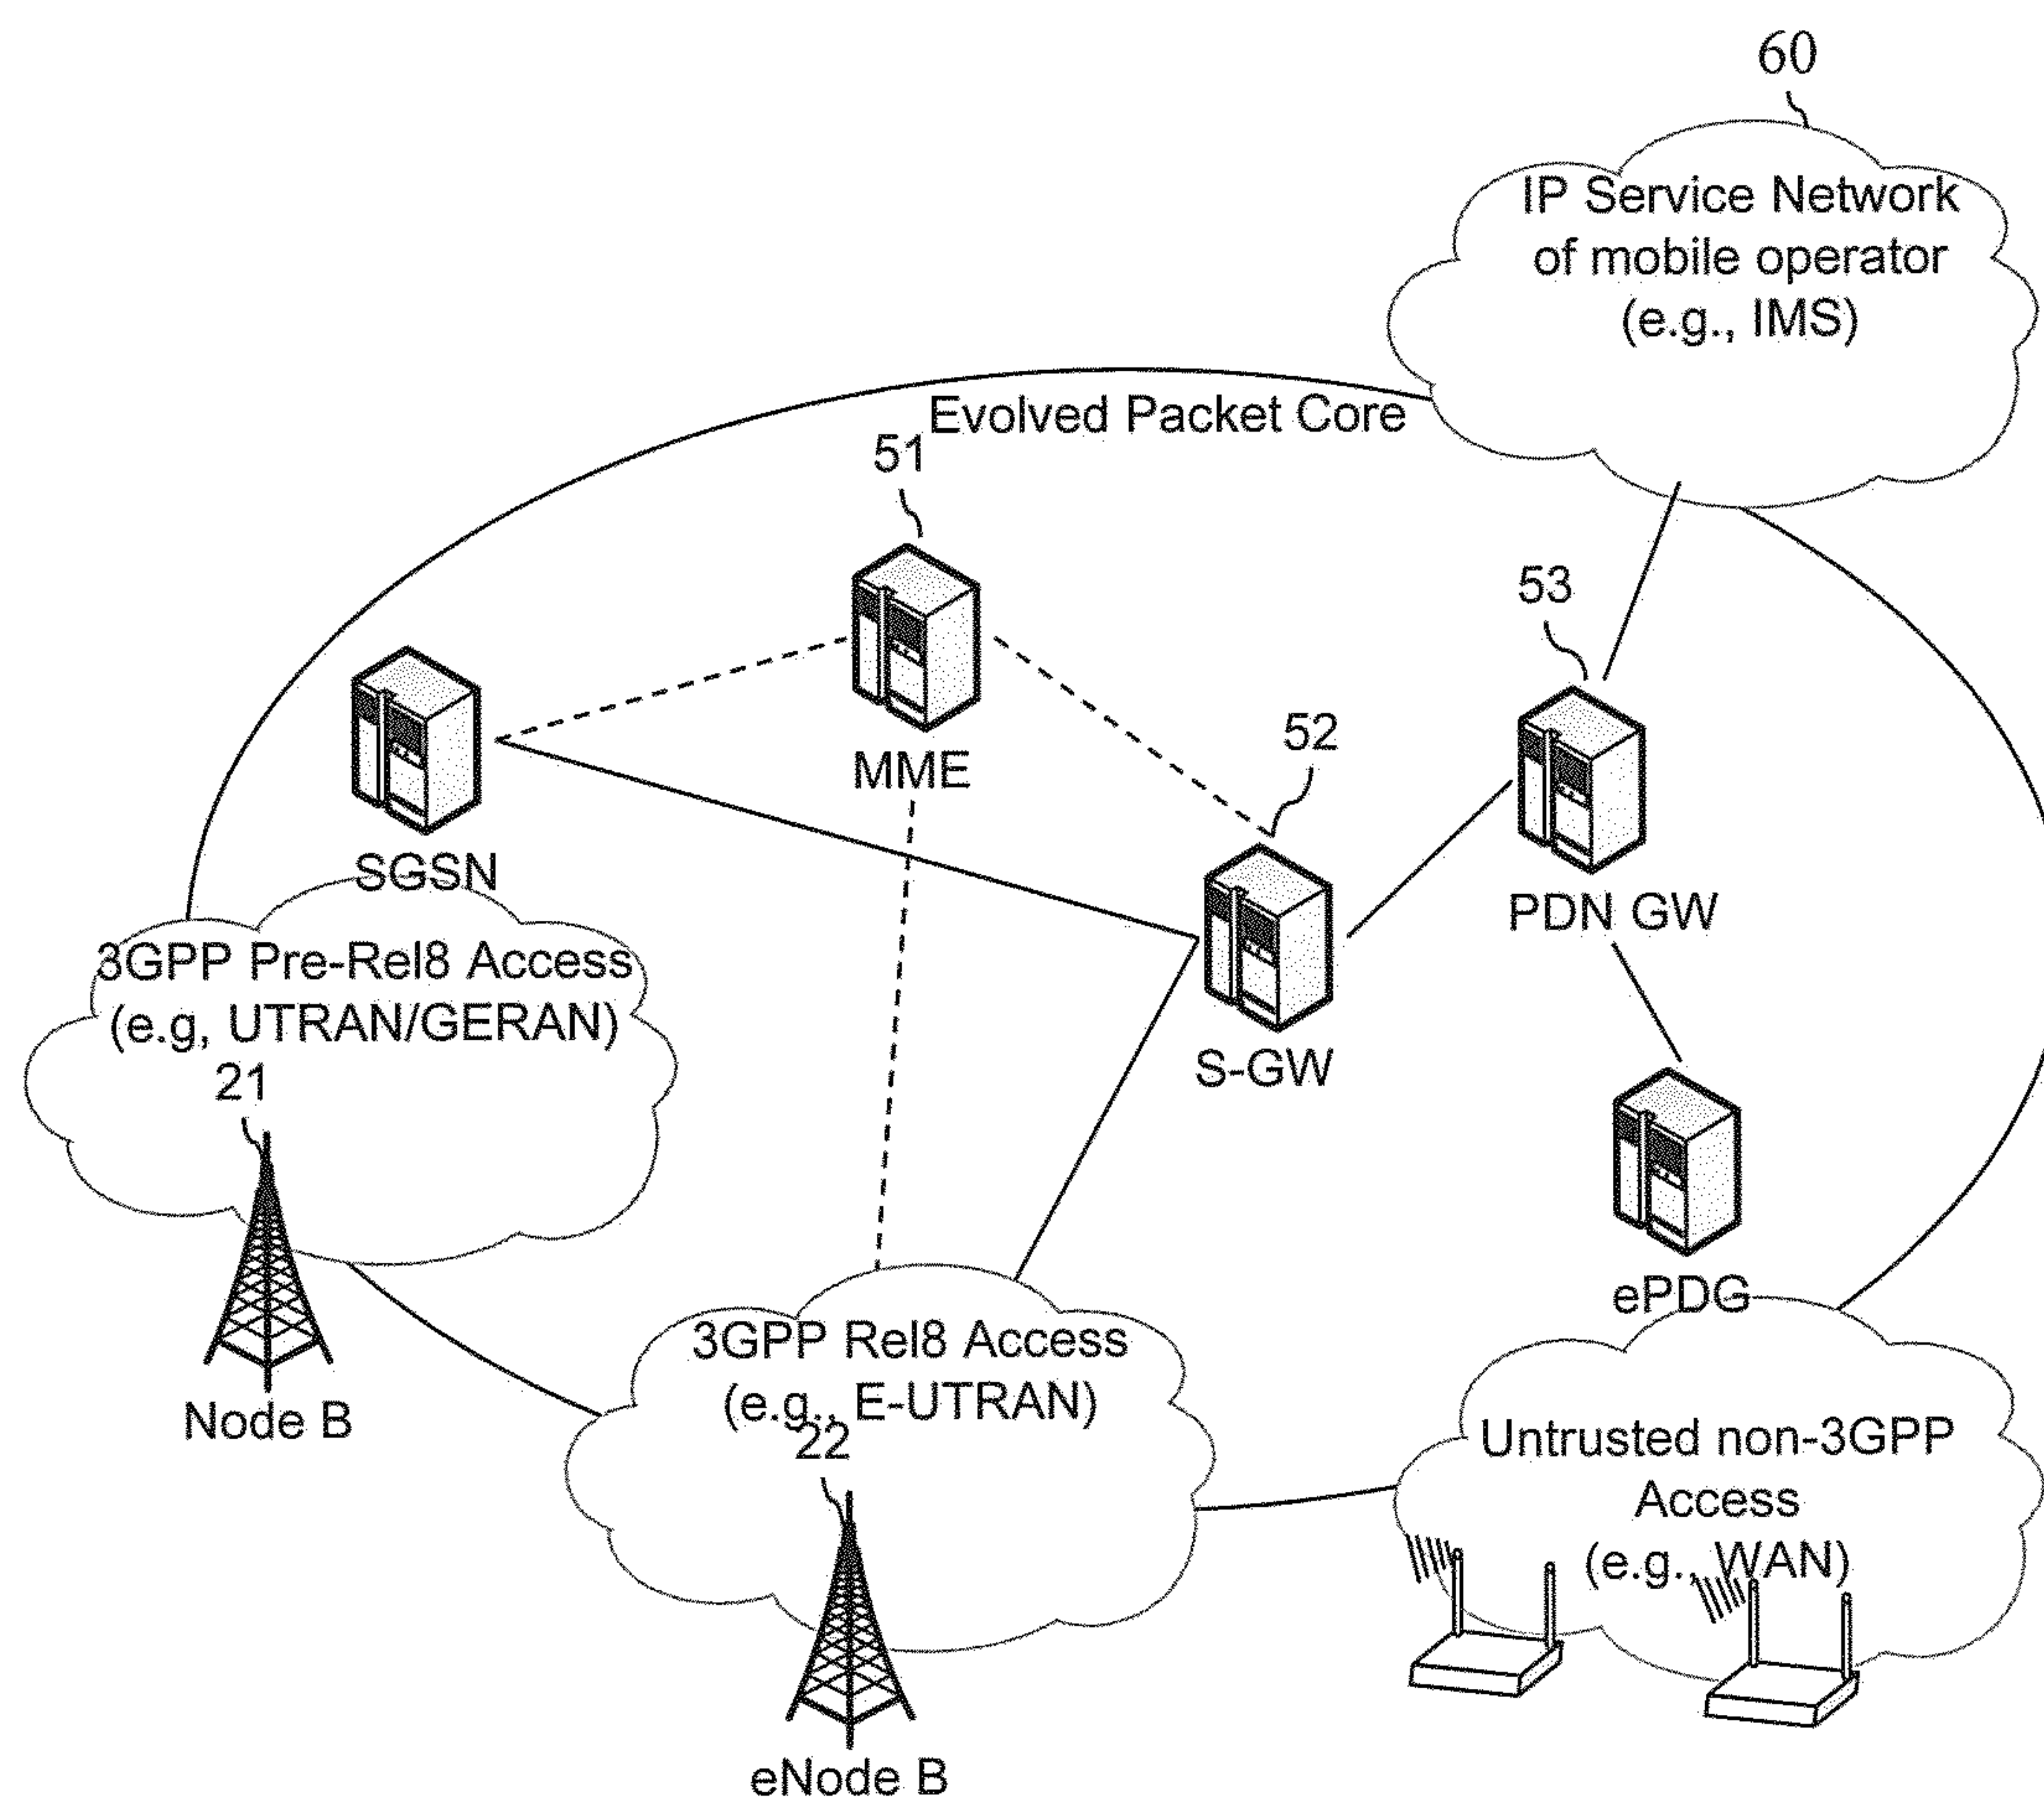 60
IP Service Network
of mobile operator
(e.g., IMS)
Evolved Packet Core
51
53
52
MME
SGSN
PDN GW
3GPP Pre-Rel8 Access
(e.g, UTRAN/GERAN)
21
S-GW
ePDG
3GPP Rel8 Access
(e.g., E-UTRAN)
22
Node B
Untrusted non-3GPP
Access
(e.g., WAN)
eNode B